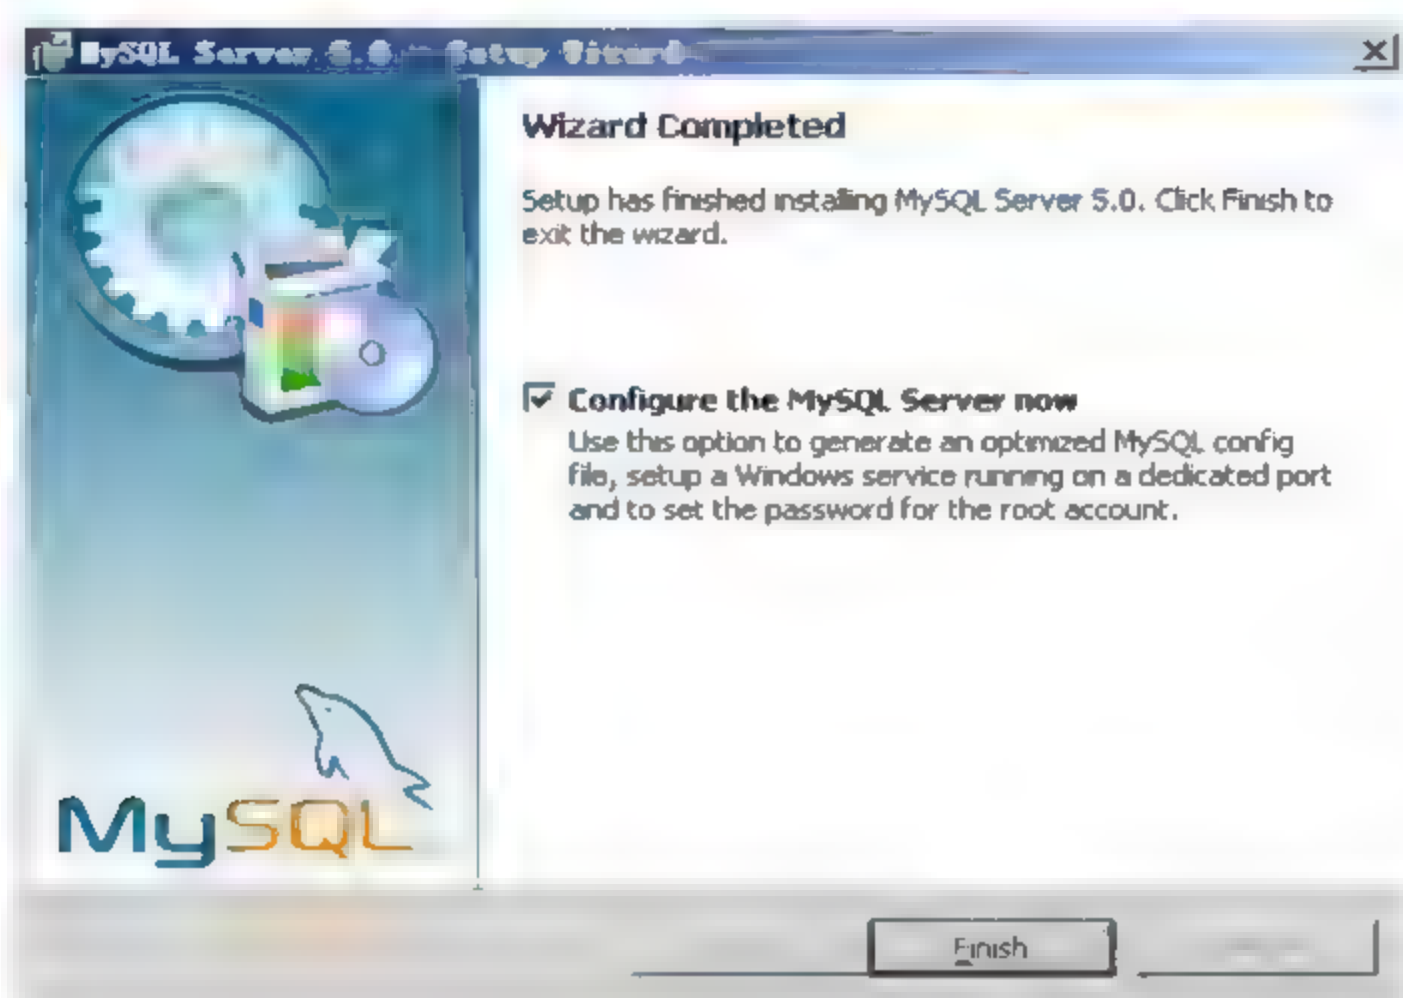 MySQL Server 5.0 - Setup Wizard
Wizard Completed
Setup has finished installing MySQL Server 5.0. Click Finish to
exit the wizard.
Configure the MySQL Server now
Use this option to generate an optimized MySQL config
file, setup a Windows service running on a dedicated port
and to set the password for the root account.
MySQL
Finish